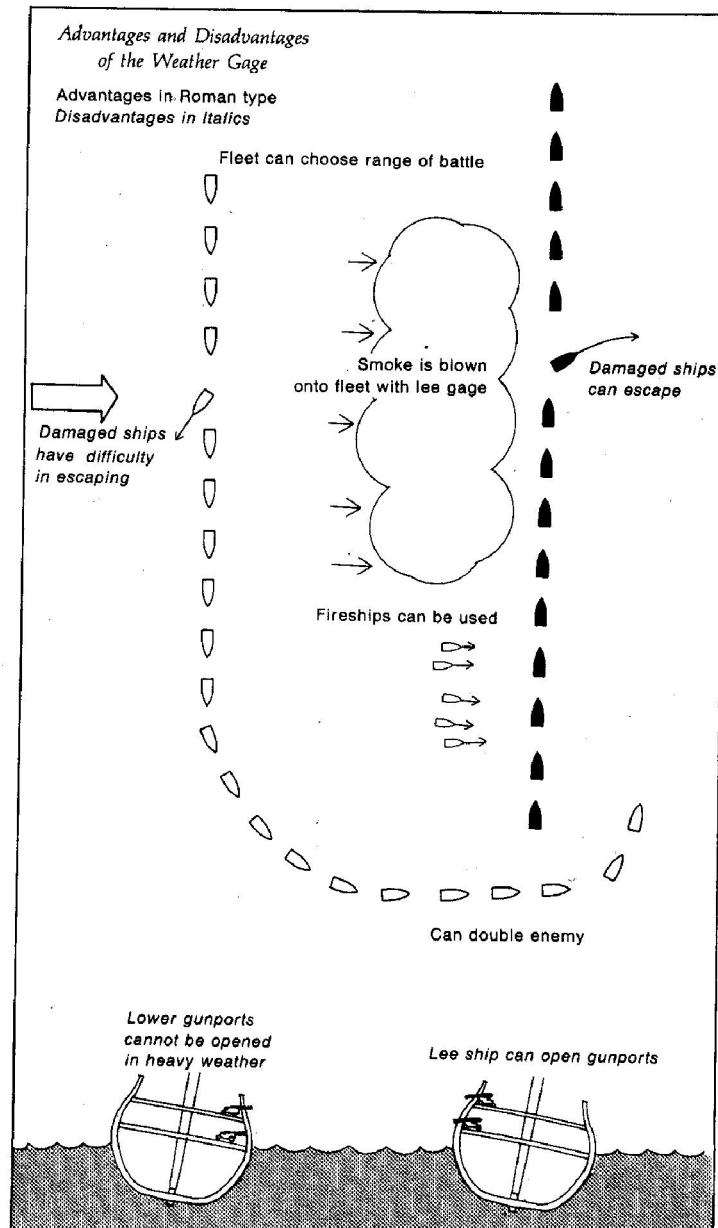 Advantages and Disadvantages
of the Weather Gage
Advantages in Roman type
Disadvantages in Italics
Fleet can choose range of battle
Smoke is blown
onto fleet with lee gage
Damaged ships
can escape
Damaged ships
have difficulty
in escaping
Fireships can be used
Can double enemy
Lower gunports
cannot be opened
in heavy weather
Lee ship can open gunports